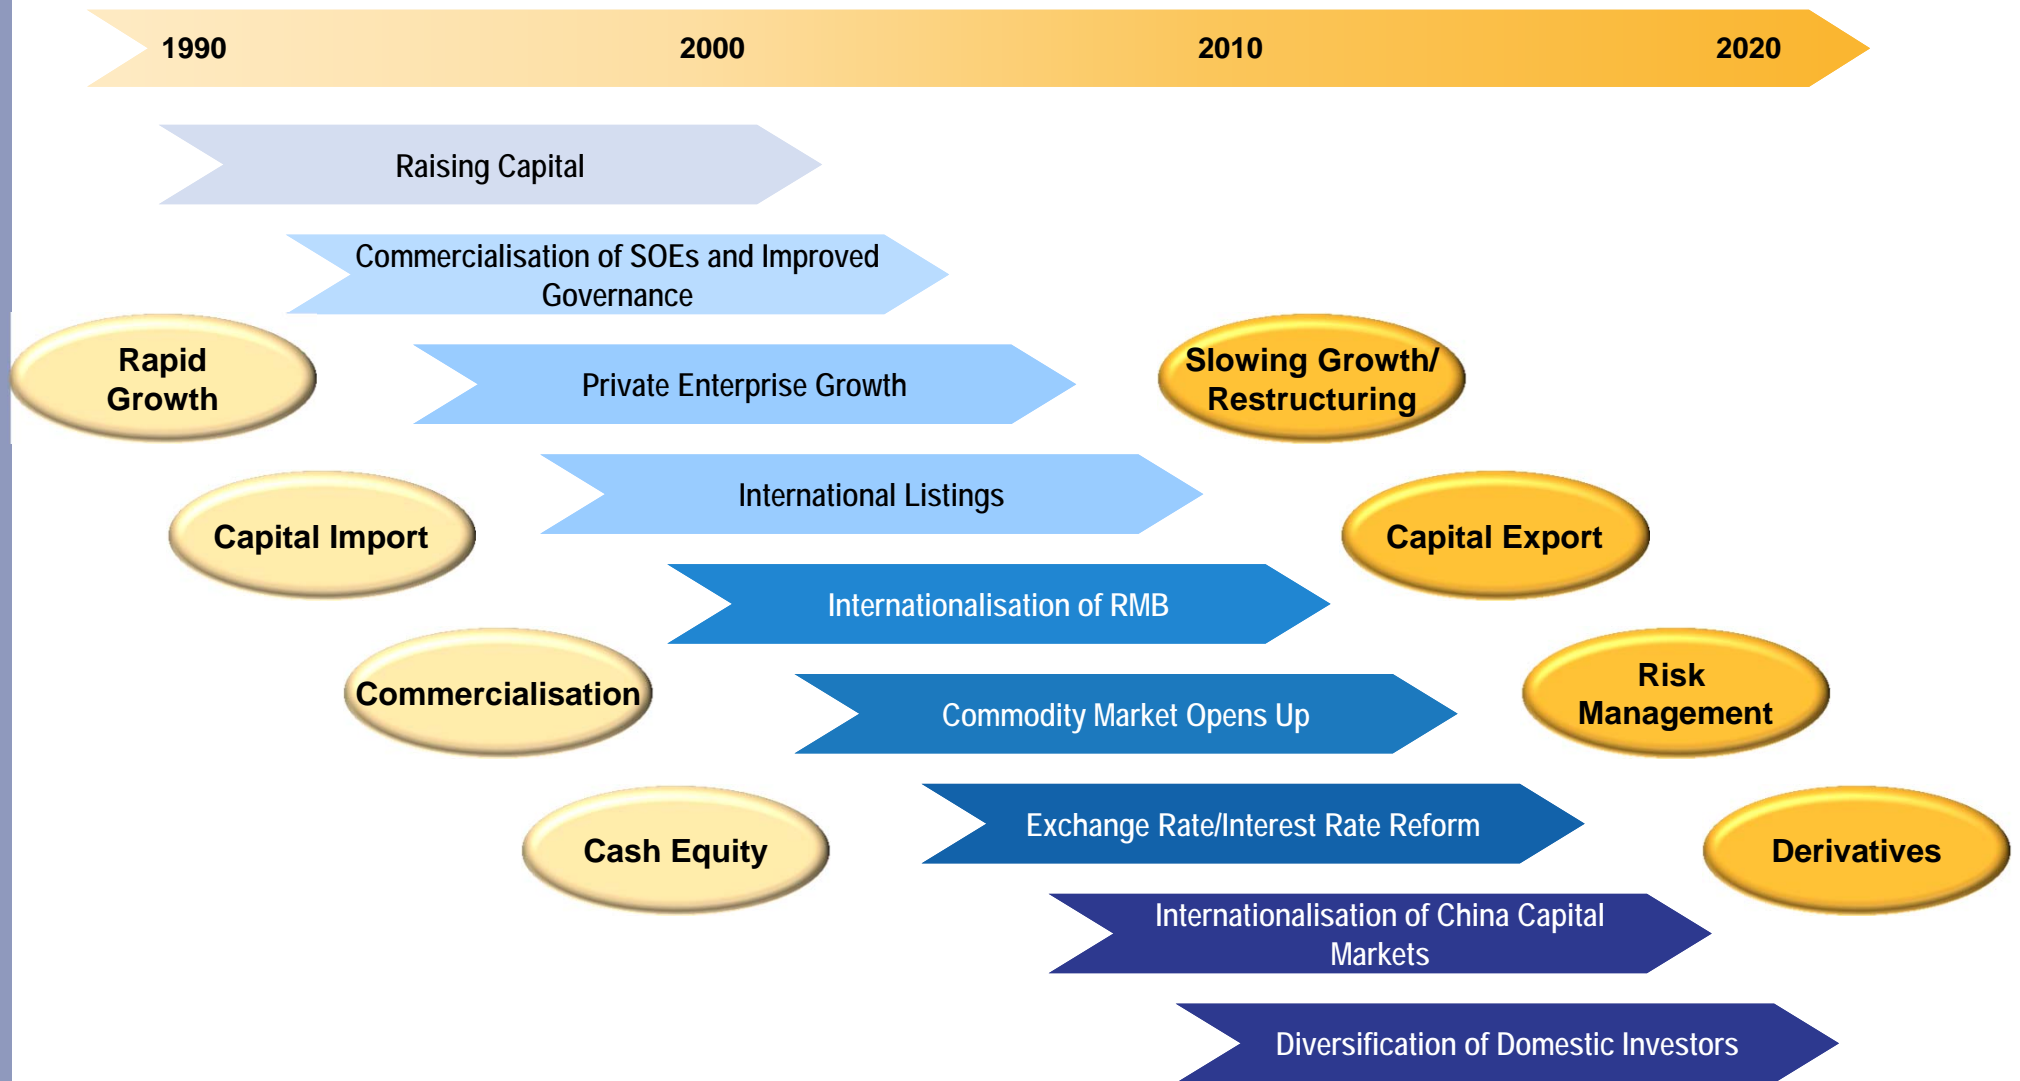 1990
2000
2010
2020
Raising Capital
Commercialisation of SOEs and Improved
Governance
Rapid
Growth
Private Enterprise Growth
Slowing Growth/
Restructuring
International Listings
Capital Import
Capital Export
Internationalisation of RMB
Commercialisation
Commodity Market Opens Up
Risk
Management
Cash Equity
Exchange Rate/Interest Rate Reform
Derivatives
Internationalisation of China Capital
Markets
Diversification of Domestic Investors